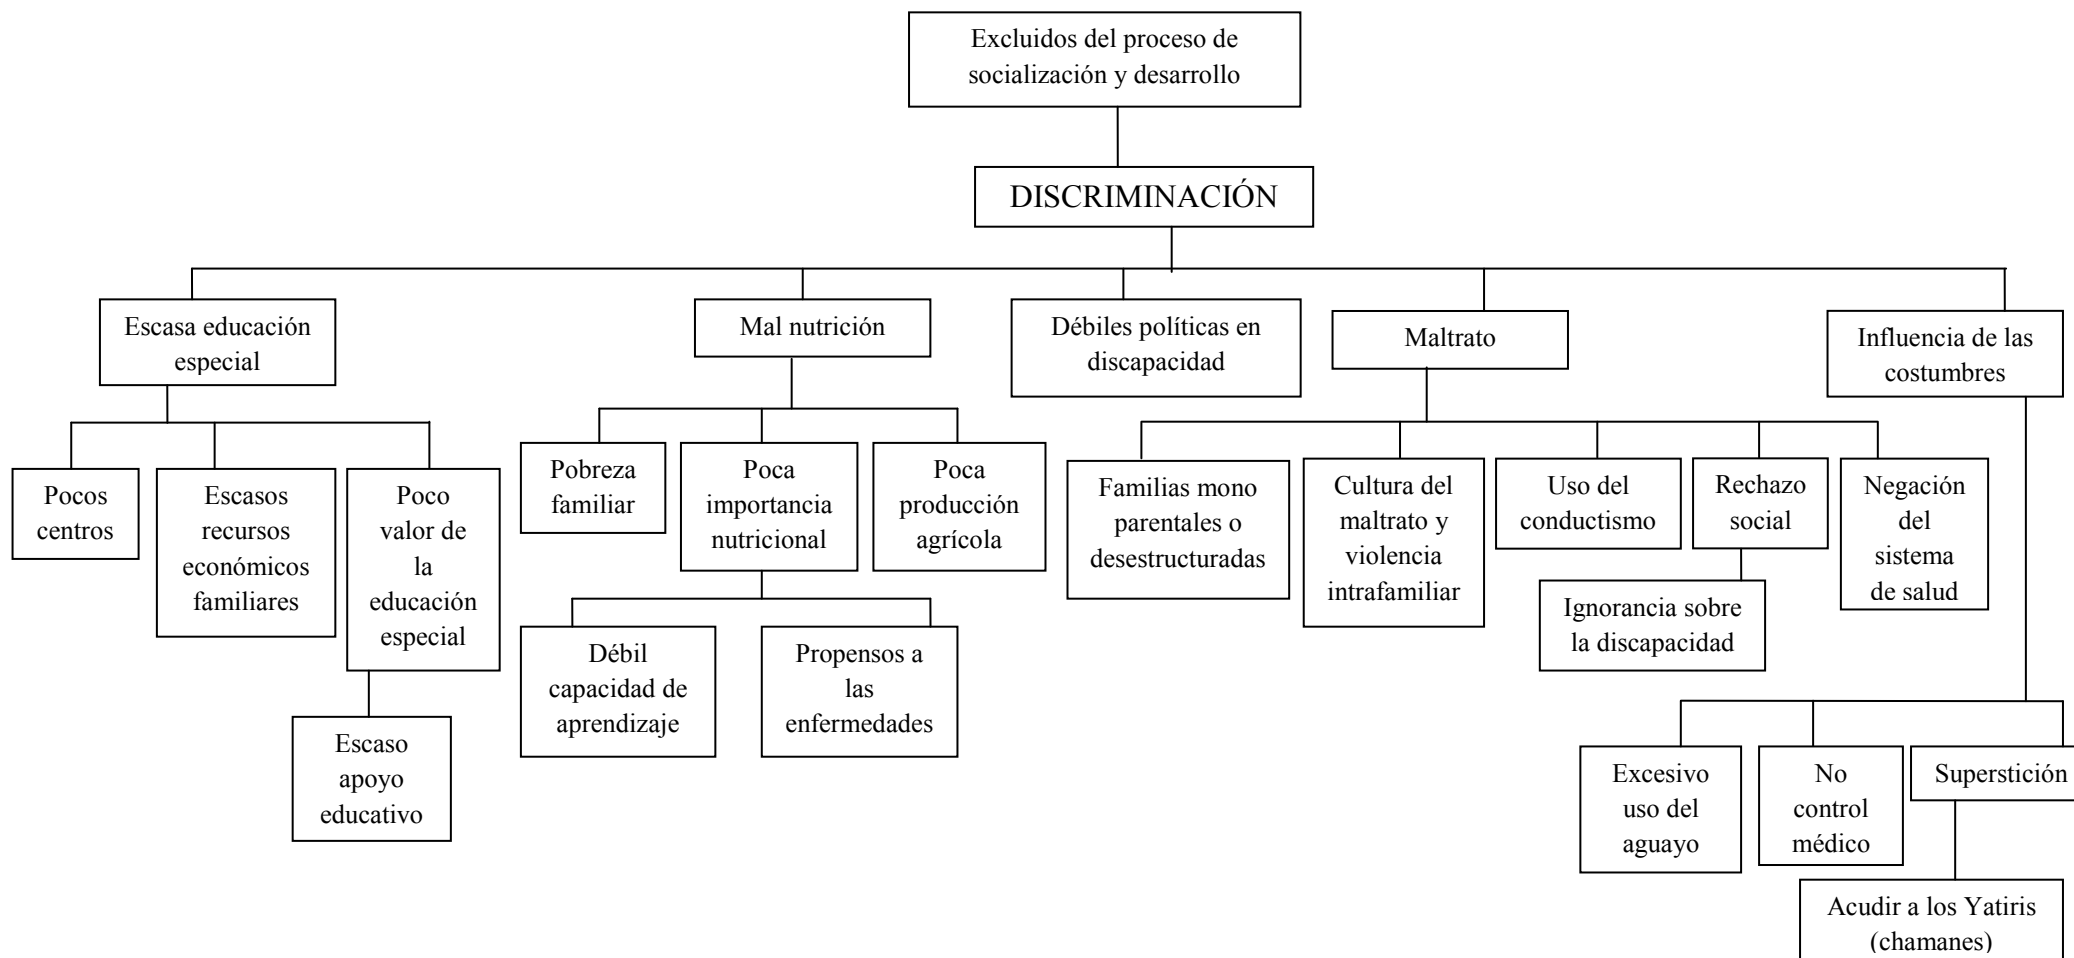 Excluidos del proceso de
socialización y desarrollo
DISCRIMINACIÓN
Escasa educación
especial
Mal nutrición
Débiles políticas en
discapacidad
Maltrato
Influencia de las
costumbres
Pocos
centros
Escasos
recursos
económicos
familiares
Poco
valor de
la
educación
especial
Pobreza
familiar
Poca
importancia
nutricional
Poca
producción
agrícola
Familias mono
parentales o
desestructuradas
Cultura del
maltrato y
violencia
intrafamiliar
Uso del
conductismo
Rechazo
social
Negación
del
sistema
de salud
Ignorancia sobre
la discapacidad
Débil
capacidad de
aprendizaje
Propensos a
las
enfermedades
Escaso
apoyo
educativo
Excesivo
uso del
aguayo
No
control
médico
Superstición
Acudir a los Yatiris
(chamanes)